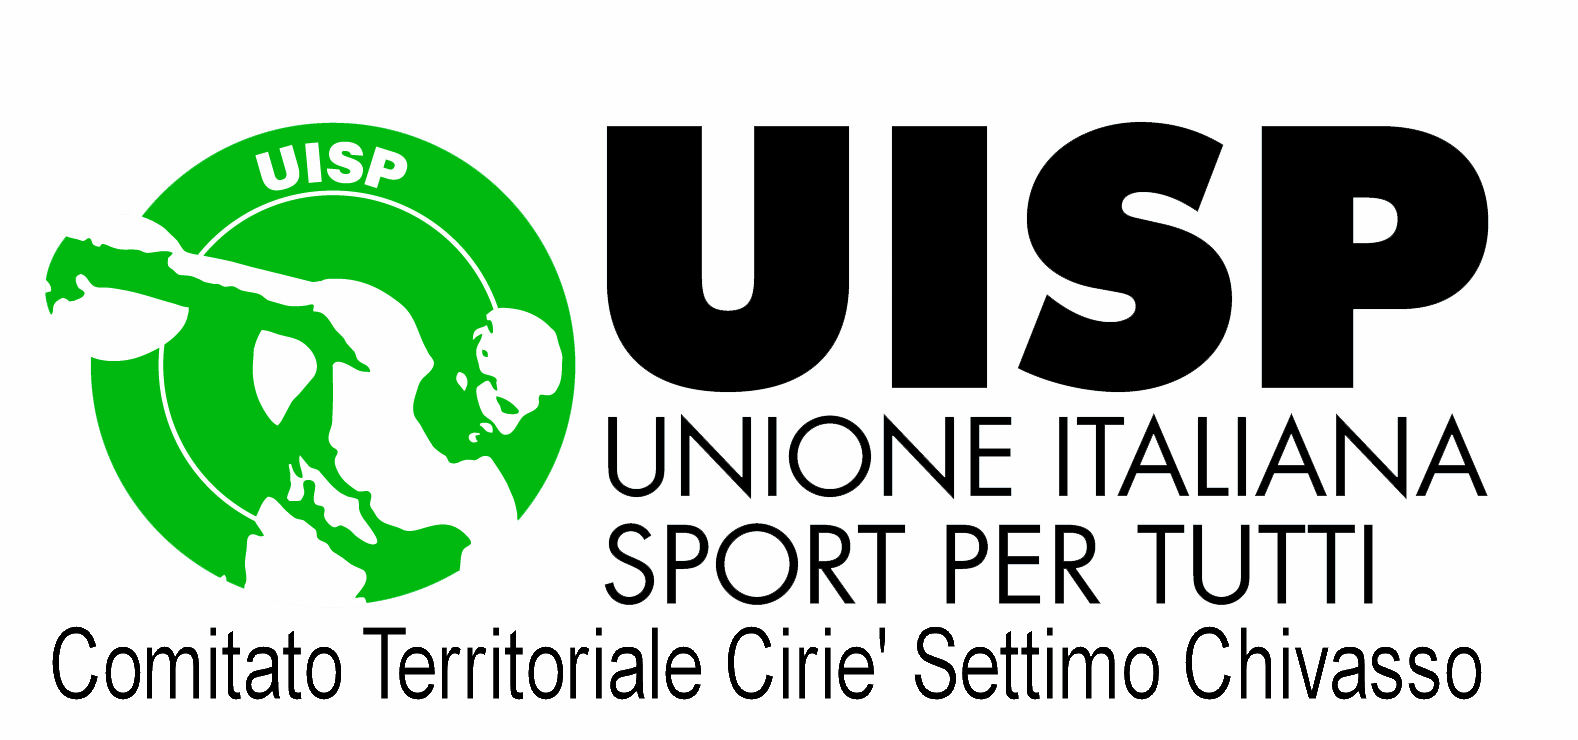 UISP
UISP
UNIONE ITALIANA
SPORT PER TUTTI
Comitato Territoriale Cirie' Settimo Chivasso